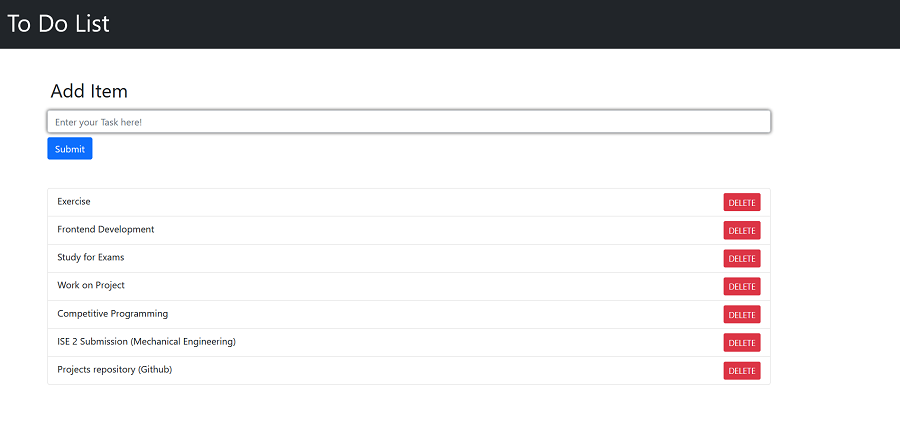 To Do List
Add Item
Enter your Task here!
Submit
Exercise DELETE
Frontend Development DELETE
Study for Exams DELETE
Work on Project DELETE
Competitive Programming DELETE
ISE 2 Submission (Mechanical Engineering) DELETE
Projects repository (Github) DELETE